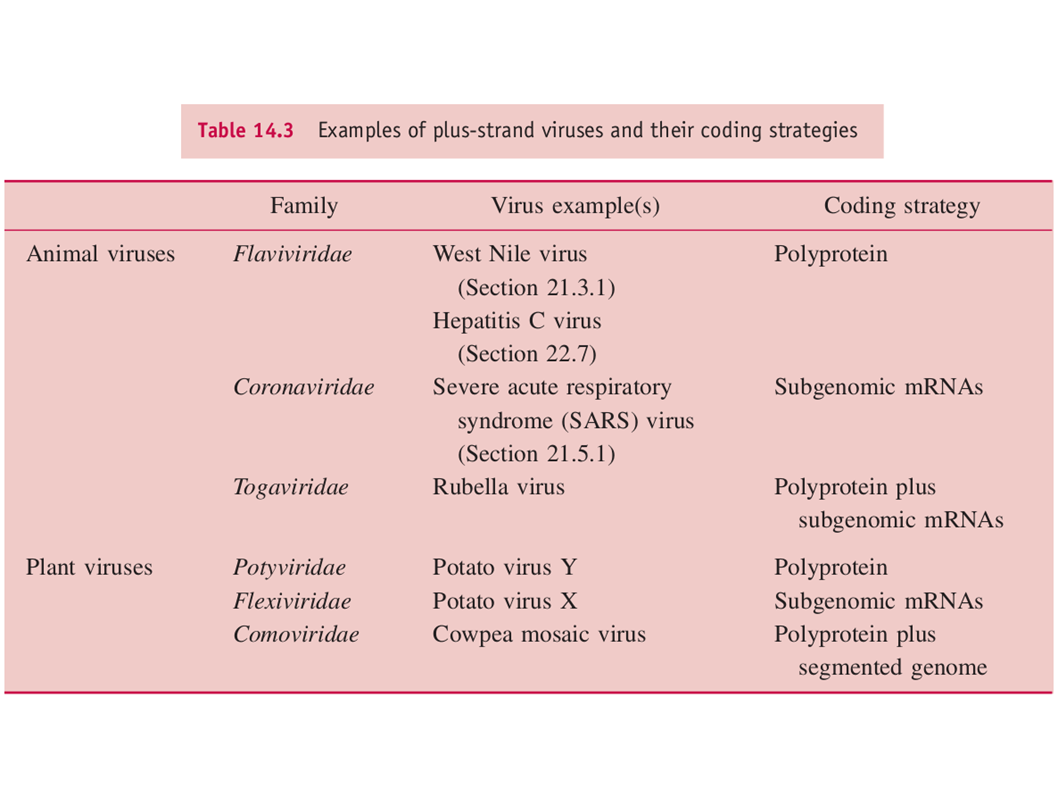 Table 14.3 Examples of plus-strand viruses and their coding strategies
Family Virus example(s) Coding strategy
Animal viruses Flaviviridae West Nile virus Polyprotein
(Section 21.3.1)
Hepatitis C virus
(Section 22.7)
Coronaviridae Severe acute respiratory Subgenomic mRNAs
syndrome (SARS) virus
(Section 21.5.1)
Togaviridae Rubella virus Polyprotein plus
subgenomic mRNAs
Plant viruses Potyviridae Potato virus Y Polyprotein
Flexiviridae Potato virus X Subgenomic mRNAs
Comoviridae Cowpea mosaic virus Polyprotein plus
segmented genome